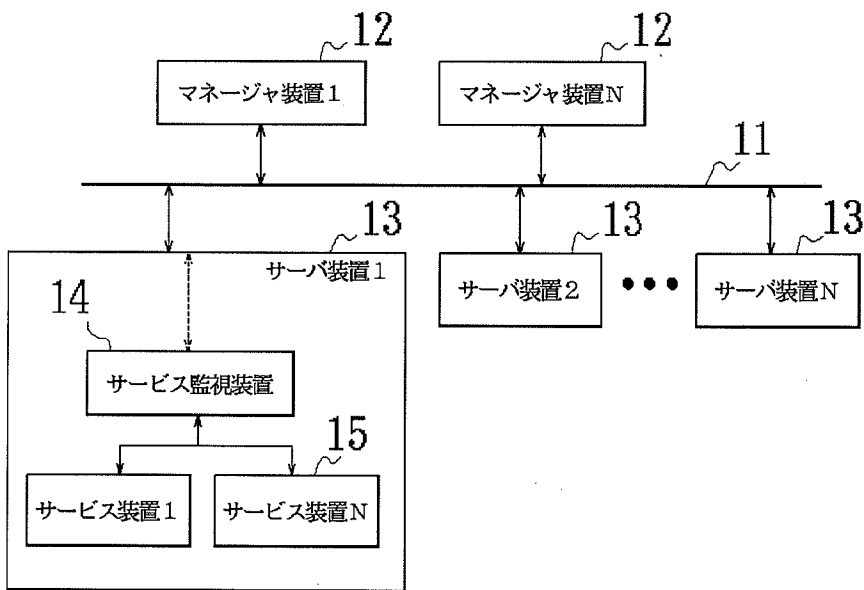 12
12
マネージャ装置1
マネージャ装置N
11
13
13
13
サーバ装置1
サーバ装置2
サーバ装置N
14
サービス監視装置
15
サービス装置1
サービス装置N